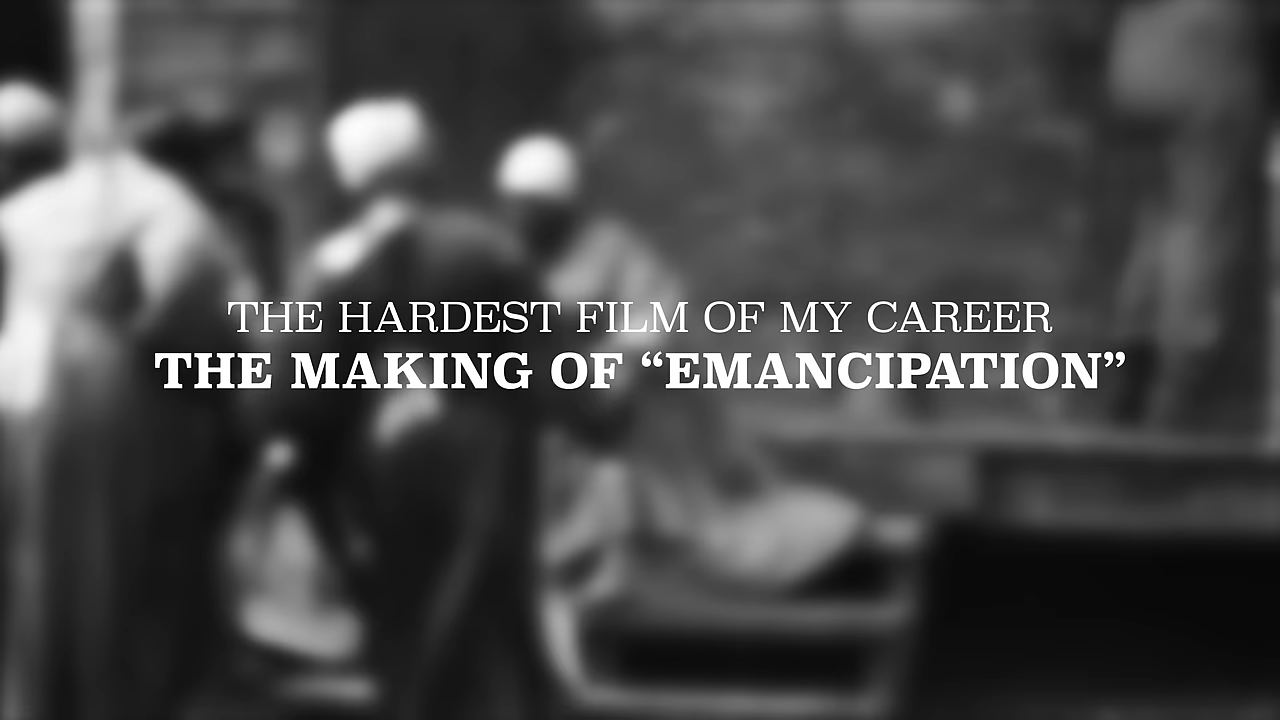 THE HARDEST FILM OF MY CAREER
THE MAKING OF “EMANCIPATION”